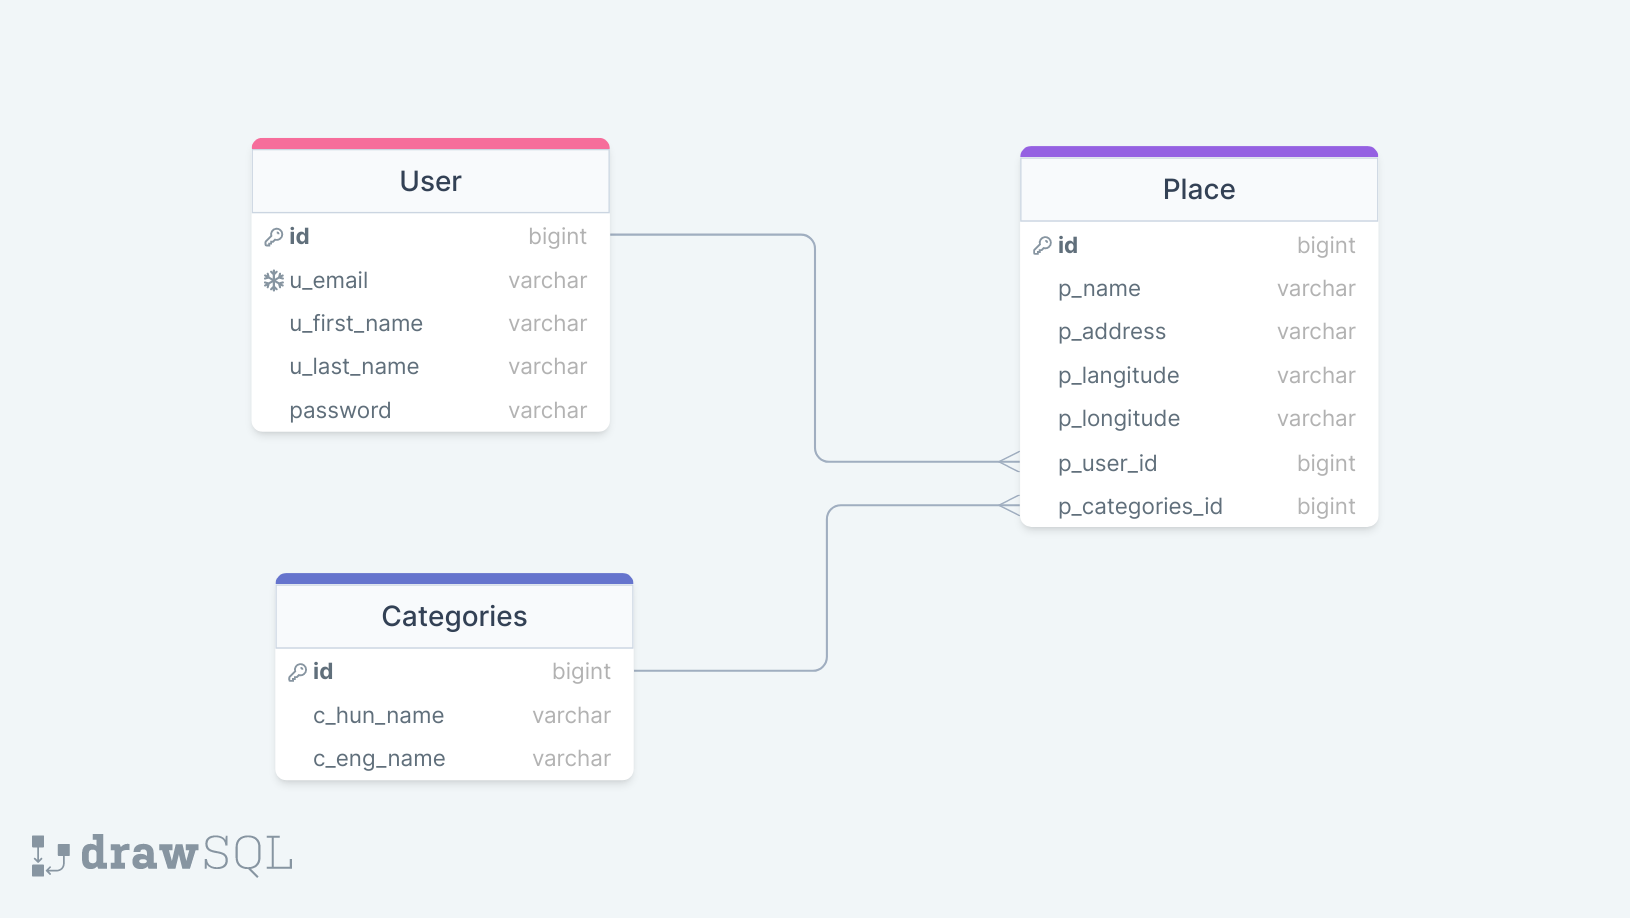 User
id bigint
u_email varchar
u_first_name varchar
u_last_name varchar
password varchar
Place
id bigint
p_name varchar
p_address varchar
p_langitude varchar
p_longitude varchar
p_user_id bigint
p_categories_id bigint
Categories
id bigint
c_hun_name varchar
c_eng_name varchar
drawSQL